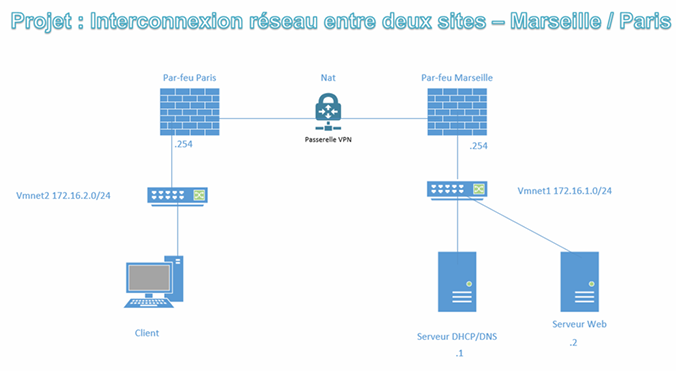 Projet : Interconnexion réseau entre deux sites – Marseille / Paris
Par-feu Paris
Nat
Par-feu Marseille
Passerelle VPN
.254
.254
Vmnet2 172.16.2.0/24
Vmnet1 172.16.1.0/24
Client
Serveur DHCP/DNS
.1
Serveur Web
.2